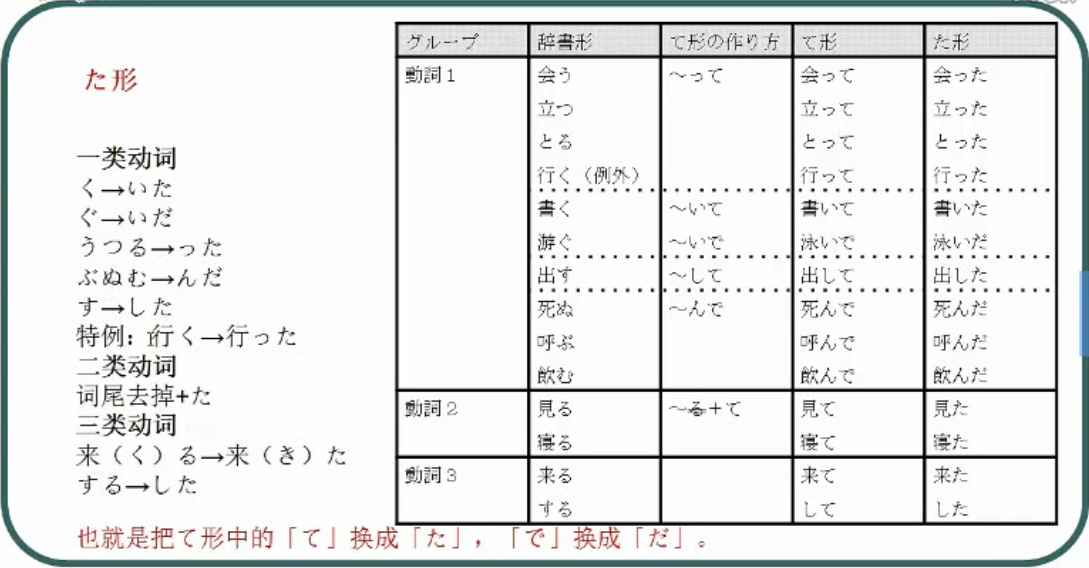 た形
一类动词
く→いた
ぐ→いだ
うつる→った
ぶぬむ→んだ
す→した
特例：行く→行った
二类动词
词尾去掉+た
三类动词
来（く）る→来（き）た
する→した
グループ 辞書形 て形の作り方 て形 た形
動詞１ 会う ～って 会って 会った
立つ 立って 立った
とる とって とった
行く（例外） 行って 行った
書く ～いて 書いて 書いた
游ぐ ～いで 泳いで 泳いだ
出す ～して 出して 出した
死ぬ ～んで 死んで 死んだ
呼ぶ 呼んで 呼んだ
飲む 飲んで 飲んだ
動詞２ 見る ～る＋て 見て 見た
寝る 寝て 寝た
動詞３ 来る 来て 来た
する して した
也就是把て形中的「て」换成「た」，「で」换成「だ」。